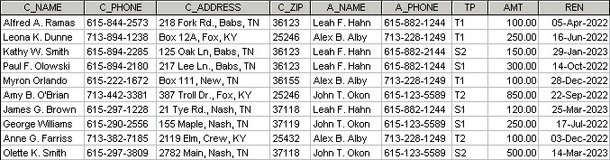 C_NAME C_PHONE C_ADDRESS C_ZIP A_NAME A_PHONE TP AMT REN
Alfred A. Ramas 615-844-2573 218 Fork Rd., Babs, TN 36123 Leah F. Hahn 615-882-1244 T1 100.00 05-Apr-2022
Leona K. Dunne 713-894-1238 Box 12A, Fox, KY 25246 Alex B. Alby 713-228-1249 T1 250.00 16-Jun-2022
Kathy W. Smith 615-894-2285 125 Oak Ln, Babs, TN 36123 Leah F. Hahn 615-882-2144 S2 150.00 29-Jan-2023
Paul F. Olowski 615-894-2180 217 Lee Ln., Babs, TN 36123 Leah F. Hahn 615-882-1244 S1 300.00 14-Oct-2022
Myron Orlando 615-222-1672 Box 111, New, TN 36155 Alex B. Alby 713-228-1249 T1 100.00 28-Dec-2022
Amy B. O'Brian 713-442-3381 387 Troll Dr., Fox, KY 25246 John T. Okon 615-123-5589 T2 850.00 22-Sep-2022
James G. Brown 615-297-1228 21 Tye Rd., Nash, TN 37118 Leah F. Hahn 615-882-1244 S1 120.00 25-Mar-2023
George Williams 615-290-2556 155 Maple, Nash, TN 37119 John T. Okon 615-123-5589 S1 250.00 17-Jul-2022
Anne G. Farriss 713-382-7185 2119 Elm, Crew, KY 25432 Alex B. Alby 713-228-1249 T2 100.00 03-Dec-2022
Olette K. Smith 615-297-3809 2782 Main, Nash, TN 37118 John T. Okon 615-123-5589 S2 500.00 14-Mar-2023